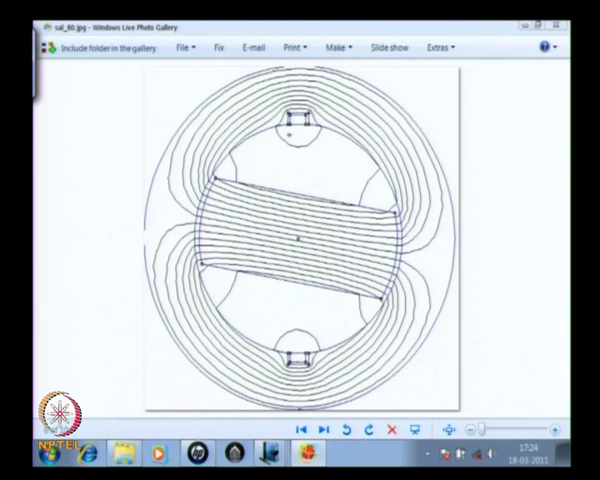 sal_80.jpg - Windows Live Photo Gallery
Include folder in the gallery File Fix E-mail Print Make Slide show Extras
NPTEL
17:24
18-03-2011